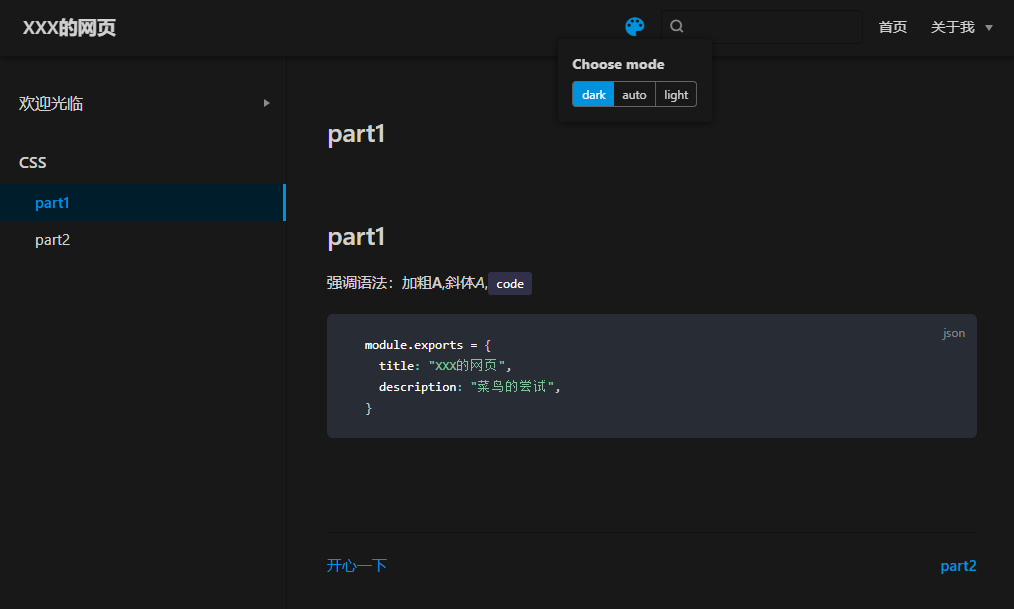 XXX的网页
首页
关于我
Choose mode
dark auto light
欢迎光临
CSS
part1
part2
part1
part1
强调语法：加粗A,斜体A,code
json
module.exports = {
  title: "XXX的网页",
  description: "菜鸟的尝试",
}
开心一下
part2